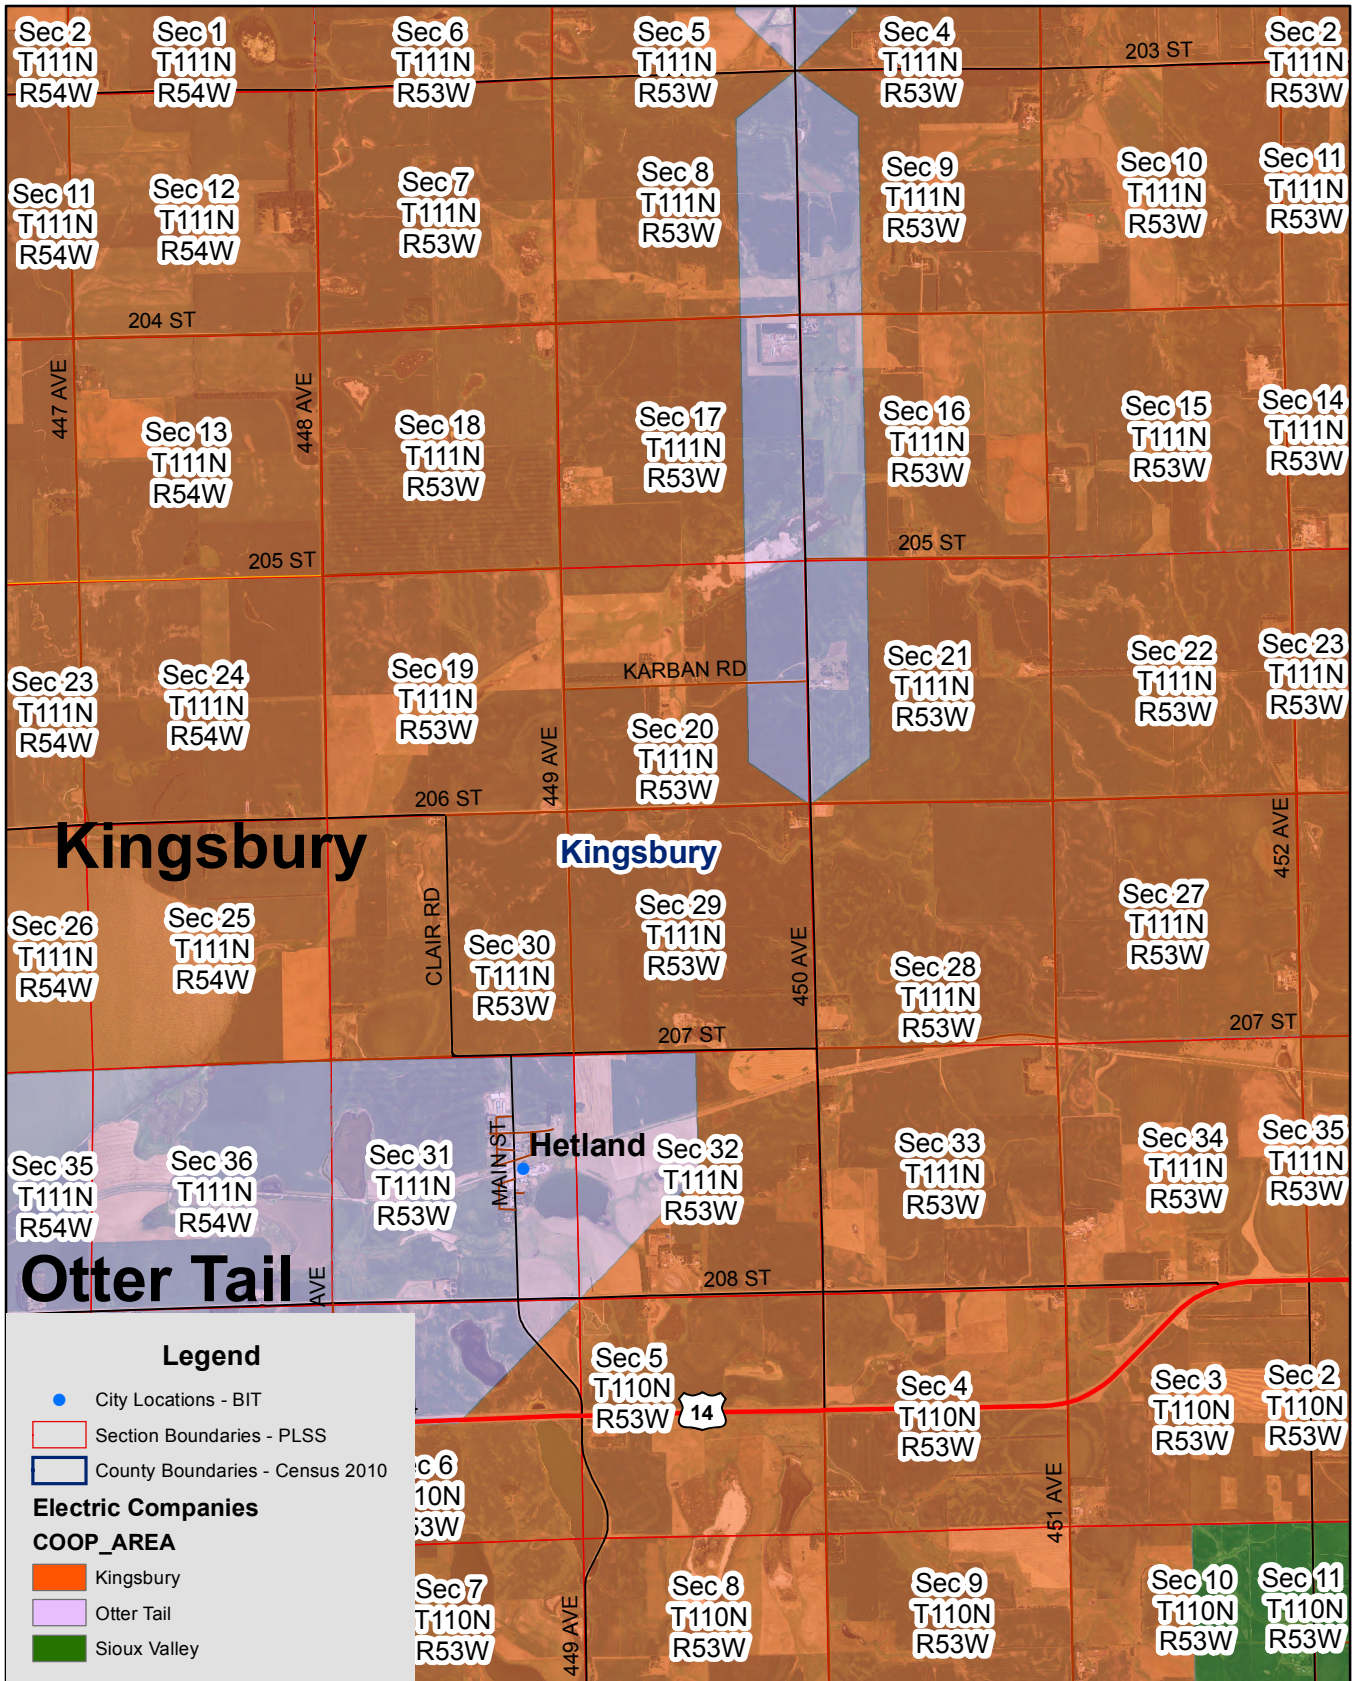 Sec 2
T111N
R54W
Sec 1
T111N
R54W
Sec 6
T111N
R53W
Sec 5
T111N
R53W
Sec 4
T111N
R53W
203 ST
Sec 2
T111N
R53W
Sec 11
T111N
R54W
Sec 12
T111N
R54W
Sec 7
T111N
R53W
Sec 8
T111N
R53W
Sec 9
T111N
R53W
Sec 10
T111N
R53W
Sec 11
T111N
R53W
204 ST
447 AVE
448 AVE
Sec 13
T111N
R54W
Sec 18
T111N
R53W
Sec 17
T111N
R53W
Sec 16
T111N
R53W
Sec 15
T111N
R53W
Sec 14
T111N
R53W
205 ST
205 ST
Sec 23
T111N
R54W
Sec 24
T111N
R54W
Sec 19
T111N
R53W
KARBAN RD
Sec 20
T111N
R53W
Sec 21
T111N
R53W
Sec 22
T111N
R53W
Sec 23
T111N
R53W
449 AVE
206 ST
452 AVE
Kingsbury
Kingsbury
Sec 26
T111N
R54W
Sec 25
T111N
R54W
CLAIR RD
Sec 30
T111N
R53W
Sec 29
T111N
R53W
450 AVE
Sec 28
T111N
R53W
Sec 27
T111N
R53W
207 ST
207 ST
Sec 35
T111N
R54W
Sec 36
T111N
R54W
Sec 31
T111N
R53W
MAIN ST
Hetland
Sec 32
T111N
R53W
Sec 33
T111N
R53W
Sec 34
T111N
R53W
Sec 35
T111N
R53W
Otter Tail
AVE
208 ST
Sec 5
T110N
R53W
14
Sec 4
T110N
R53W
Sec 3
T110N
R53W
Sec 2
T110N
R53W
c 6
10N
53W
451 AVE
Sec 7
T110N
R53W
449 AVE
Sec 8
T110N
R53W
Sec 9
T110N
R53W
Sec 10
T110N
R53W
Sec 11
T110N
R53W
Legend
City Locations - BIT
Section Boundaries - PLSS
County Boundaries - Census 2010
Electric Companies
COOP_AREA
Kingsbury
Otter Tail
Sioux Valley